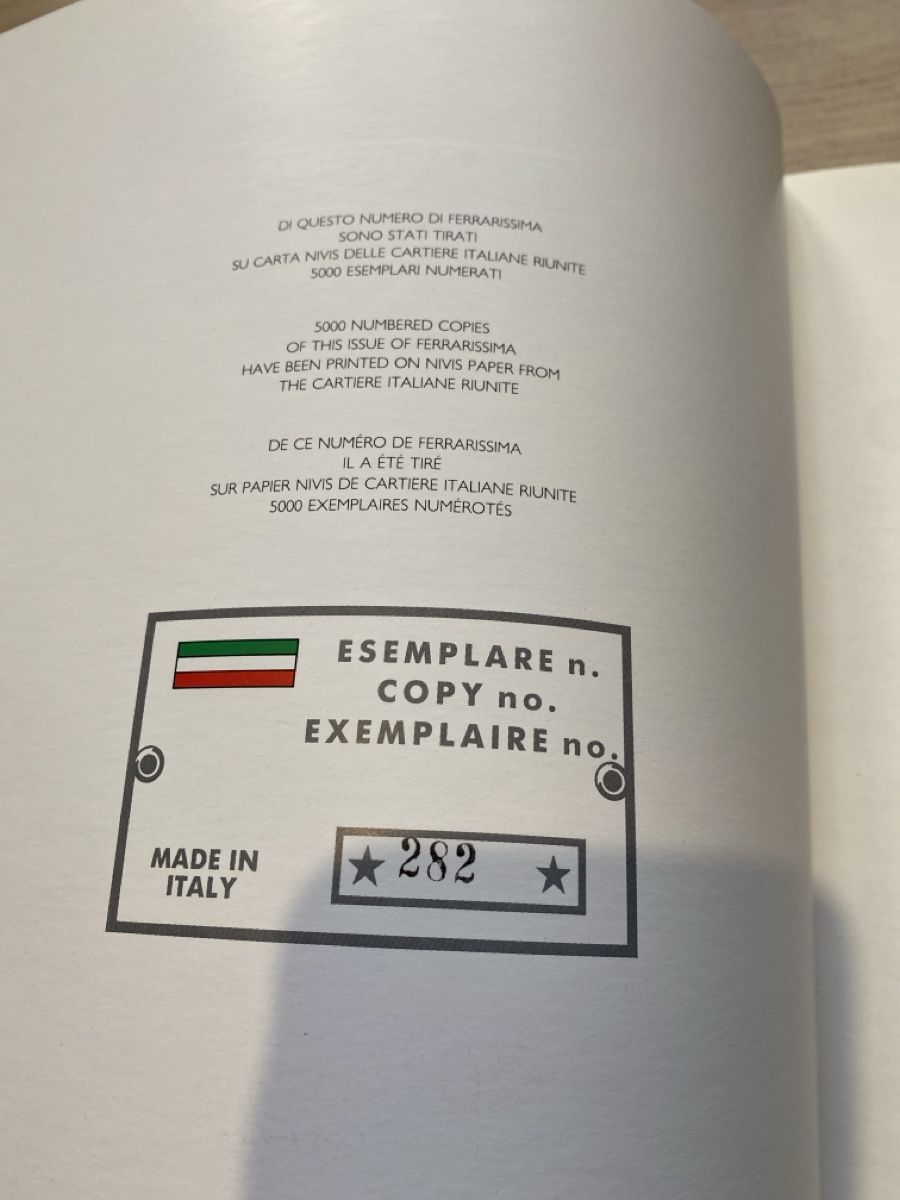 DI QUESTO NUMERO DI FERRARISSIMA
SONO STATI TIRATI
SU CARTA NIVIS DELLE CARTIERE ITALIANE RIUNITE
5000 ESEMPLARI NUMERATI
5000 NUMBERED COPIES
OF THIS ISSUE OF FERRARISSIMA
HAVE BEEN PRINTED ON NIVIS PAPER FROM
THE CARTIERE ITALIANE RIUNITE
DE CE NUMÉRO DE FERRARISSIMA
IL A ÉTÉ TIRÉ
SUR PAPIER NIVIS DE CARTIERE ITALIANE RIUNITE
5000 EXEMPLAIRES NUMÉROTÉS
ESEMPLARE n.
COPY no.
EXEMPLAIRE no.
MADE IN
ITALY
★ 282 ★